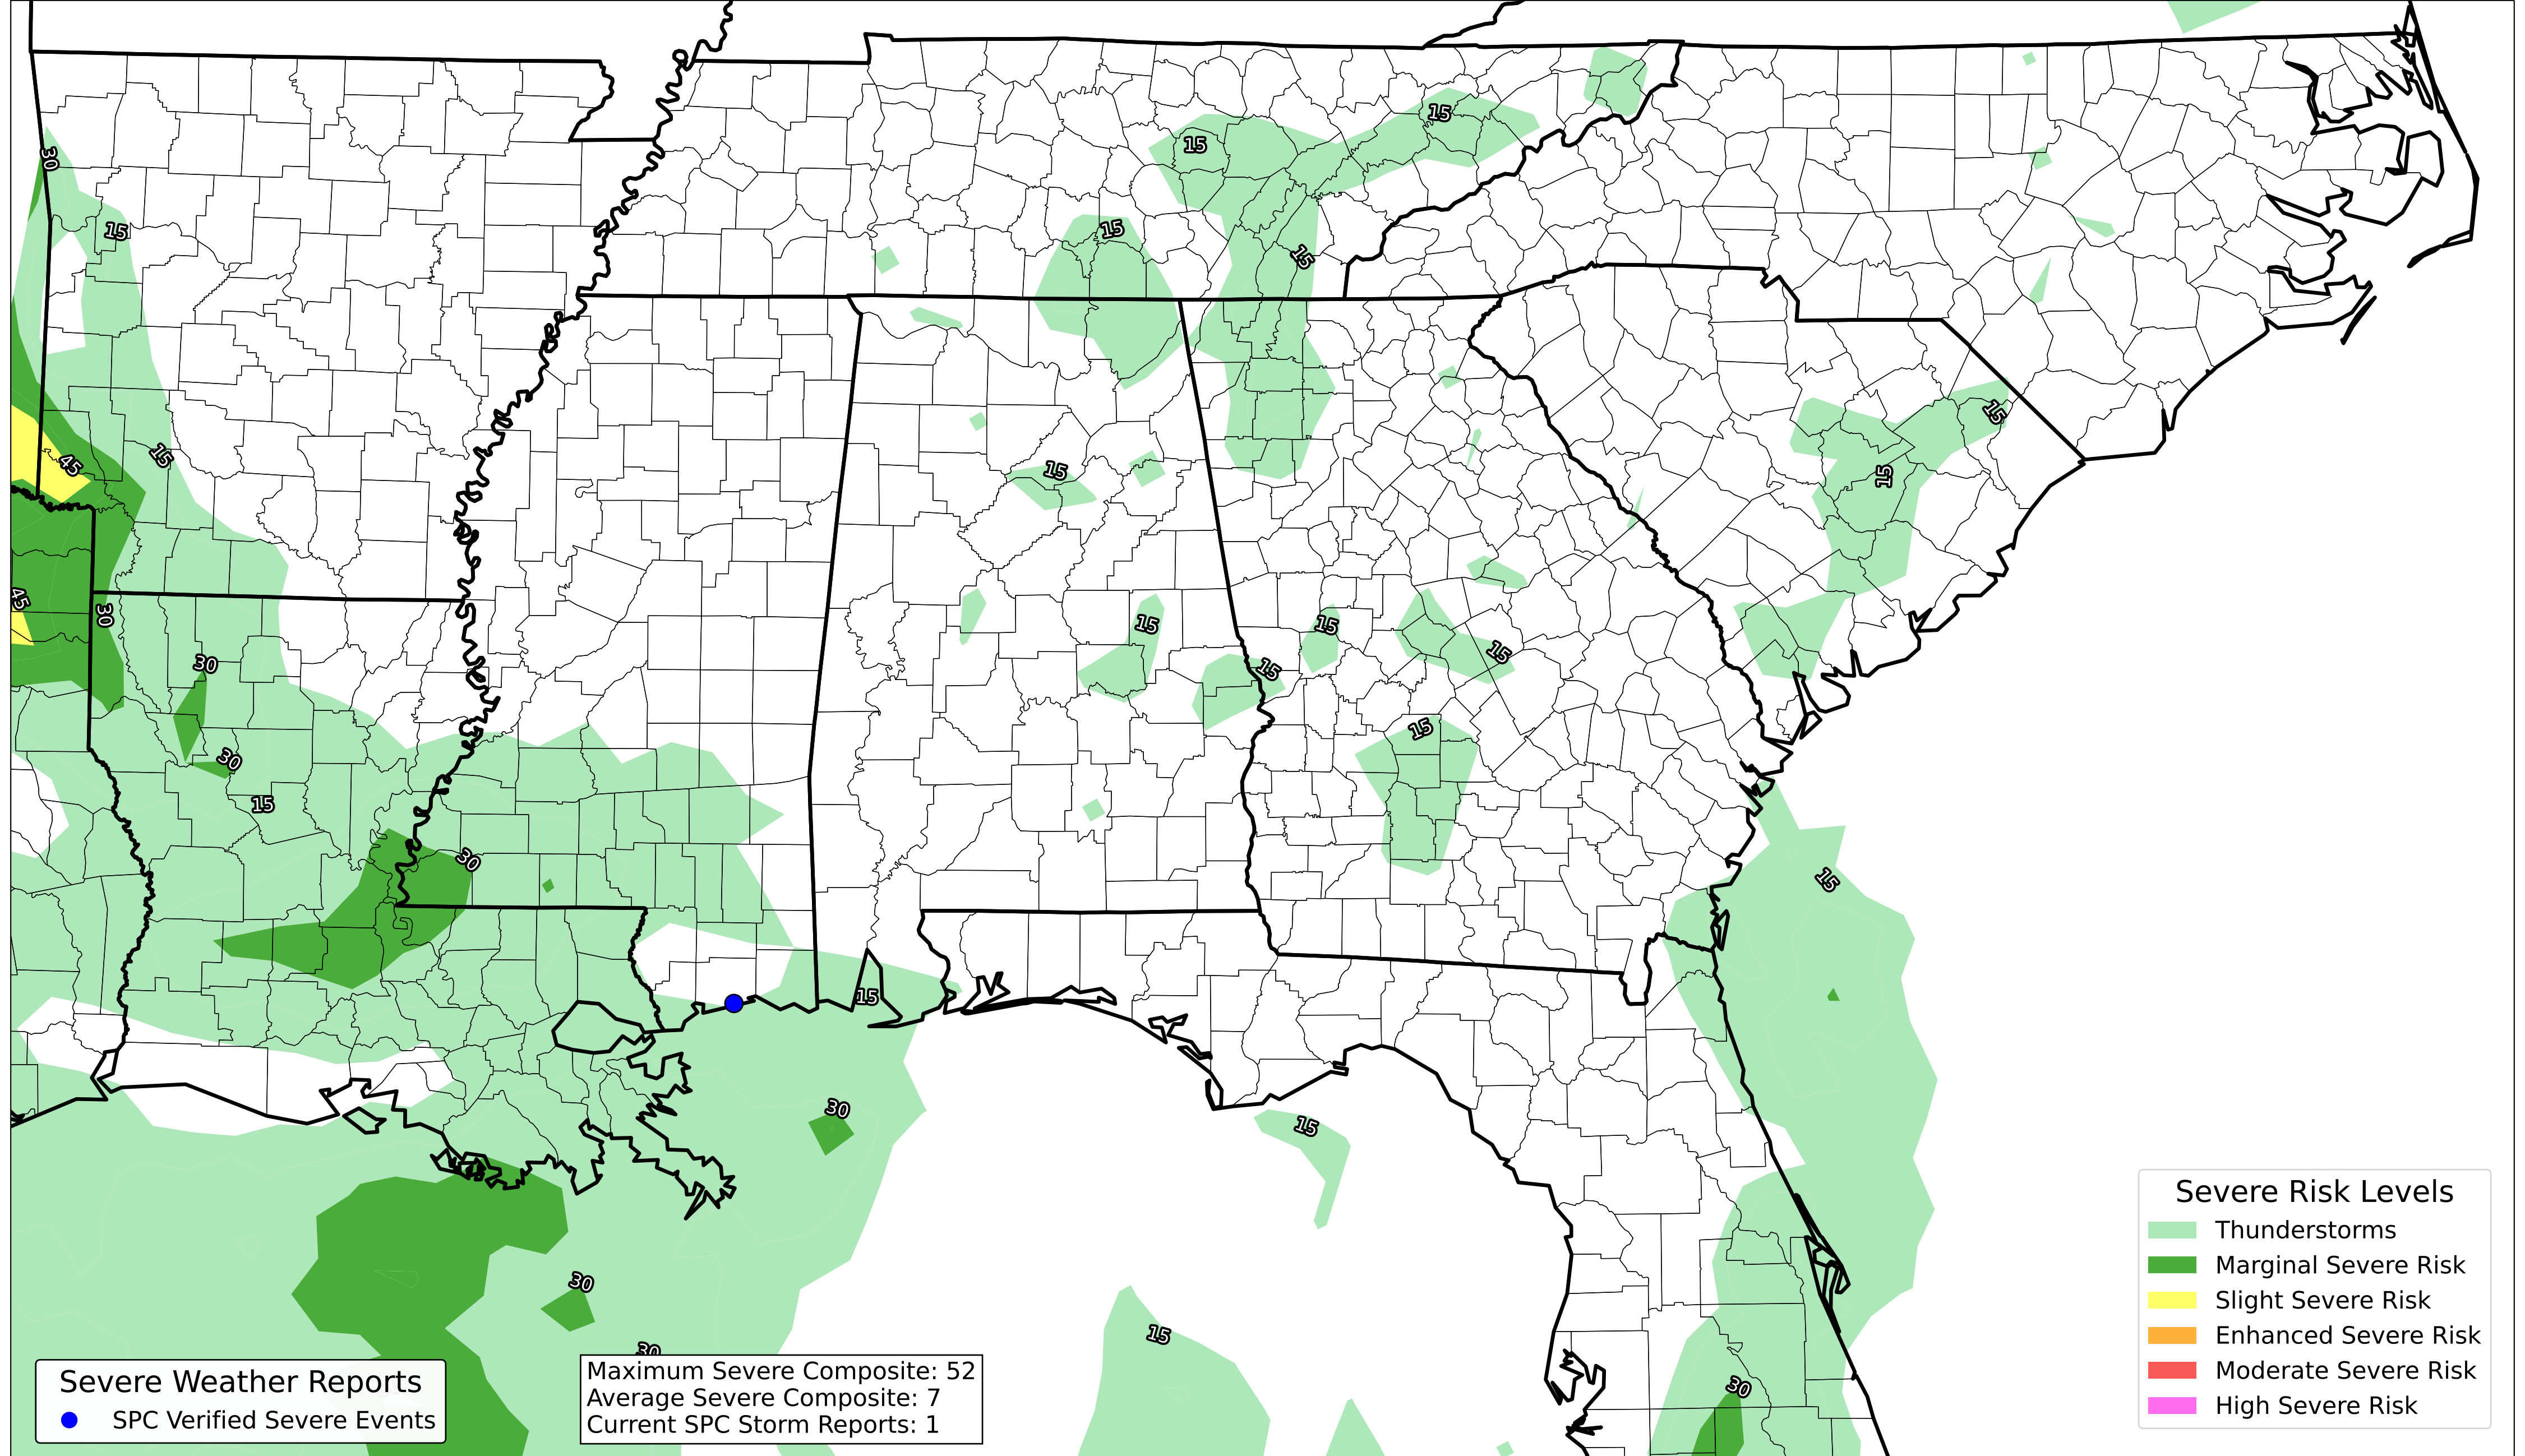 15
15
30
15
15
15
15
15
45
15
15
45
30
15
15
30
15
15
15
30
15
30
15
15
30
15
30
15
30
30
Severe Risk Levels
Thunderstorms
Marginal Severe Risk
Slight Severe Risk
Enhanced Severe Risk
Moderate Severe Risk
High Severe Risk
Severe Weather Reports
SPC Verified Severe Events
Maximum Severe Composite: 52
Average Severe Composite: 7
Current SPC Storm Reports: 1